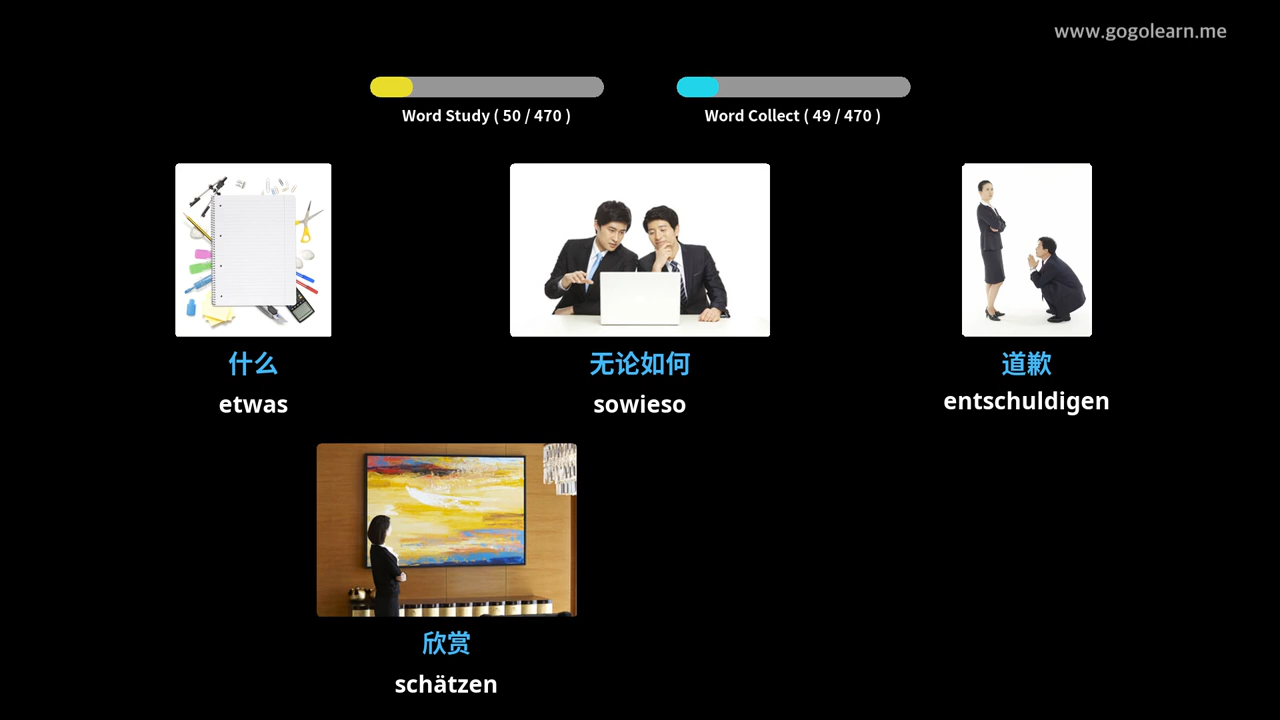 www.gogolearn.me
Word Study ( 50 / 470 )
Word Collect ( 49 / 470 )
什么
etwas
无论如何
sowieso
道歉
entschuldigen
欣赏
schätzen